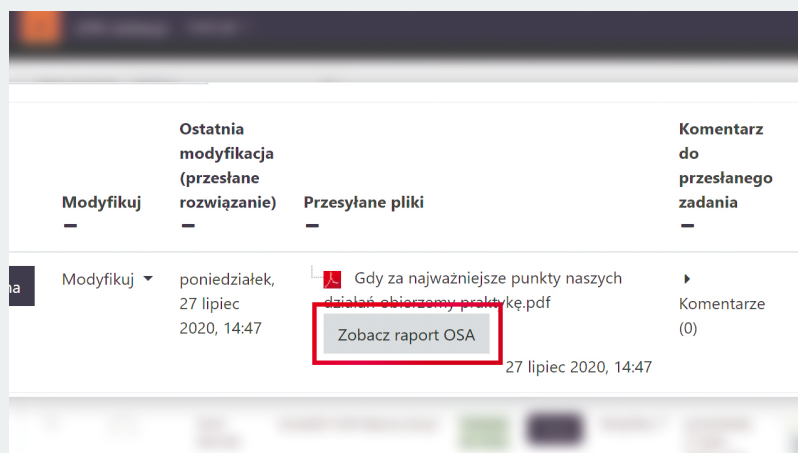 Modyfikuj
Ostatnia
modyfikacja
(przesłane
rozwiązanie)
Przesyłane pliki
Komentarz
do
przesłanego
zadania
na
Modyfikuj
poniedziałek,
27 lipiec
2020, 14:47
Gdy za najważniejsze punkty naszych
działań obierzemy praktykę.pdf
Zobacz raport OSA
27 lipiec 2020, 14:47
Komentarze
(0)